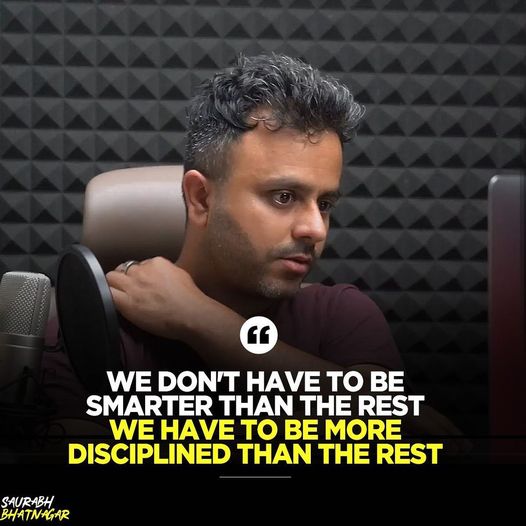 “
WE DON'T HAVE TO BE
SMARTER THAN THE REST
WE HAVE TO BE MORE
DISCIPLINED THAN THE REST
SAURABH
BHATNAGAR